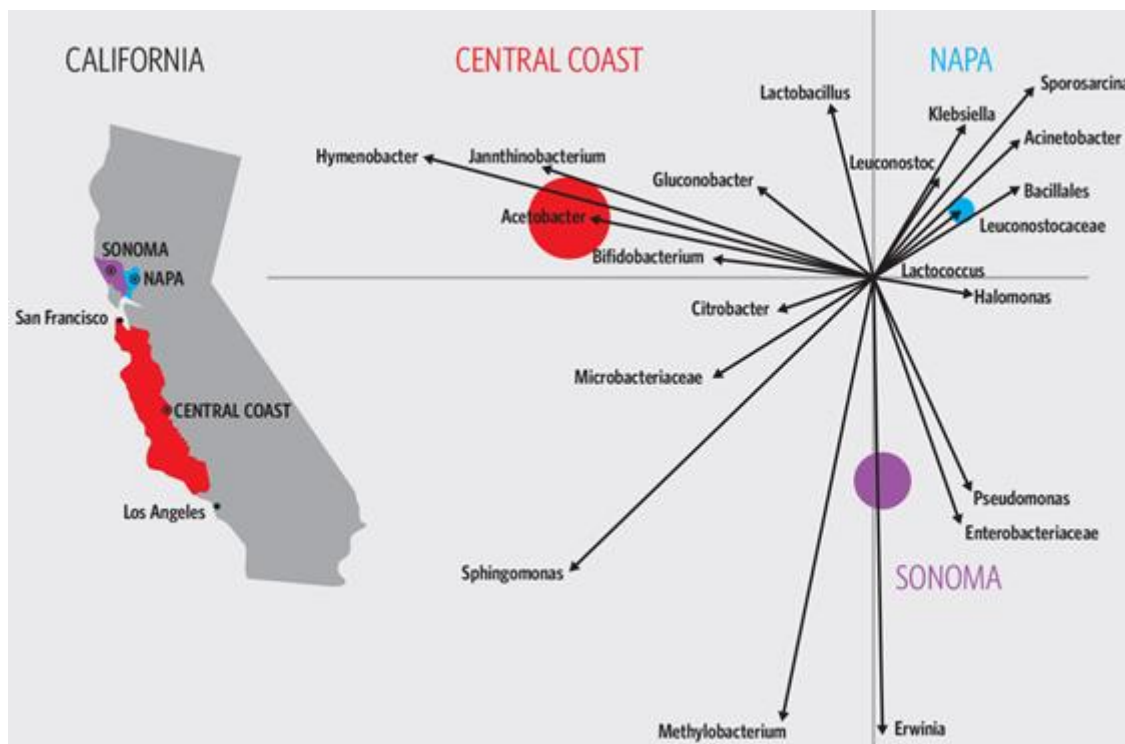 CALIFORNIA
CENTRAL COAST
NAPA
Lactobacillus
Sporosarcina
Klebsiella
Acinetobacter
Hymenobacter
Jannthinobacterium
Leuconostoc
Gluconobacter
Bacillales
Acetobacter
Leuconostocaceae
SONOMA
Bifidobacterium
Lactococcus
NAPA
Halomonas
Citrobacter
San Francisco
Microbacteriaceae
CENTRAL COAST
Pseudomonas
Los Angeles
Enterobacteriaceae
Sphingomonas
SONOMA
Methylobacterium
Erwinia